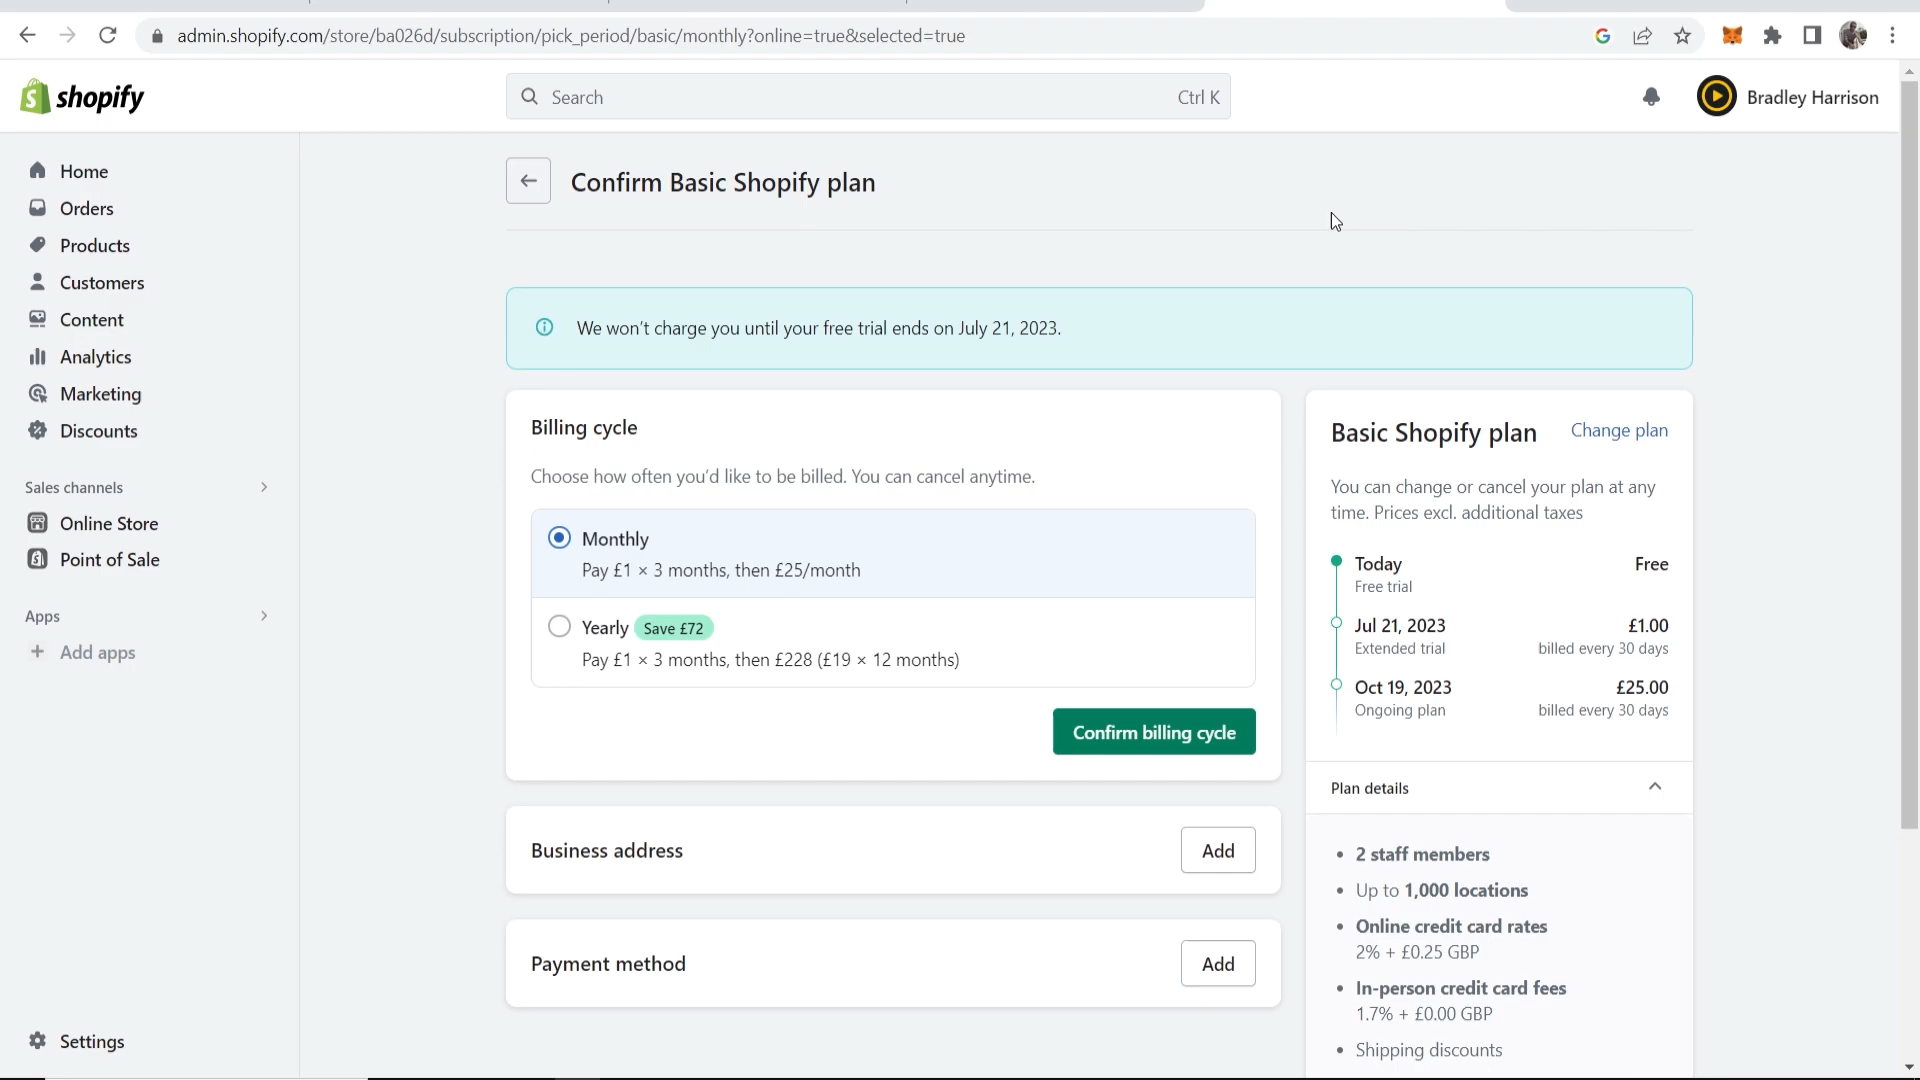 admin.shopify.com/store/ba026d/subscription/pick_period/basic/monthly?online=true&selected=true
shopify
Search
Ctrl K
Bradley Harrison
Home
Orders
Products
Customers
Content
Analytics
Marketing
Discounts
Sales channels
Online Store
Point of Sale
Apps
Add apps
Settings
Confirm Basic Shopify plan
We won't charge you until your free trial ends on July 21, 2023.
Billing cycle
Choose how often you'd like to be billed. You can cancel anytime.
Monthly
Pay £1 × 3 months, then £25/month
Yearly Save £72
Pay £1 × 3 months, then £228 (£19 × 12 months)
Confirm billing cycle
Business address
Add
Payment method
Add
Basic Shopify plan
Change plan
You can change or cancel your plan at any
time. Prices excl. additional taxes
Today Free
Free trial
Jul 21, 2023 £1.00
Extended trial billed every 30 days
Oct 19, 2023 £25.00
Ongoing plan billed every 30 days
Plan details
• 2 staff members
• Up to 1,000 locations
• Online credit card rates
2% + £0.25 GBP
• In-person credit card fees
1.7% + £0.00 GBP
• Shipping discounts